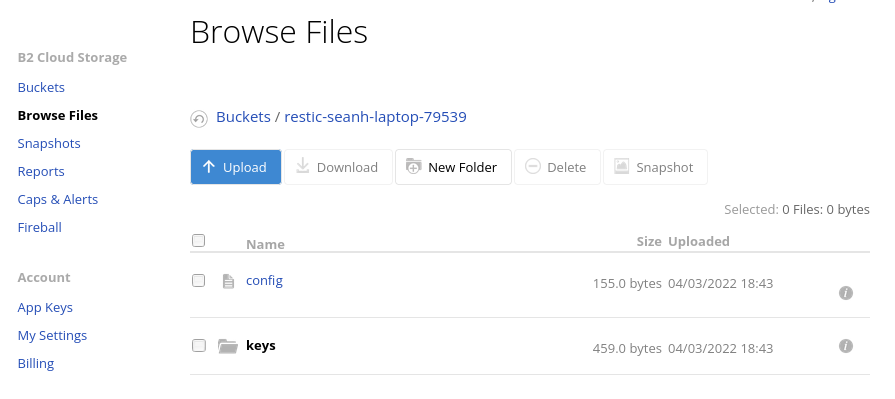 Browse Files
B2 Cloud Storage
Buckets
Browse Files
Snapshots
Reports
Caps & Alerts
Fireball
Account
App Keys
My Settings
Billing
Buckets / restic-seanh-laptop-79539
Upload Download New Folder Delete Snapshot
Selected: 0 Files: 0 bytes
Name Size Uploaded
config 155.0 bytes 04/03/2022 18:43
keys 459.0 bytes 04/03/2022 18:43